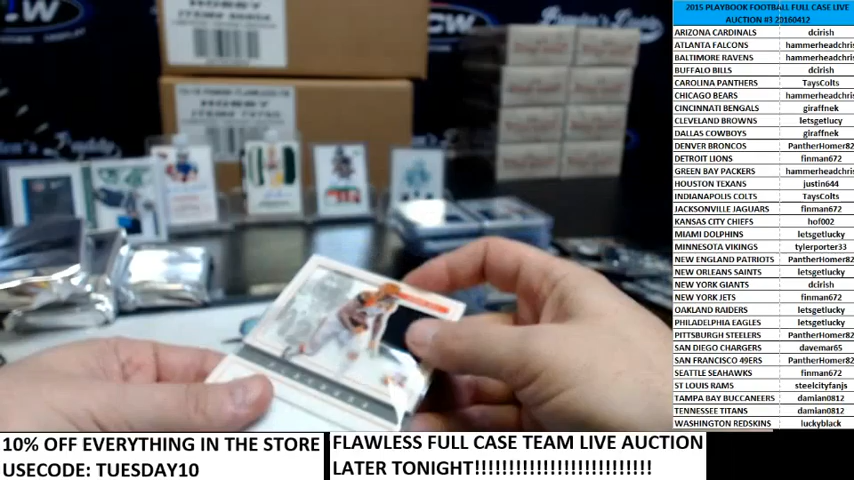 2015 PLAYBOOK FOOTBALL FULL CASE LIVE
AUCTION #3 20160412
ARIZONA CARDINALS dcirish
ATLANTA FALCONS hammerheadchris
BALTIMORE RAVENS hammerheadchris
BUFFALO BILLS dcirish
CAROLINA PANTHERS TaysColts
CHICAGO BEARS hammerheadchris
CINCINNATI BENGALS giraffnek
CLEVELAND BROWNS letsgetlucy
DALLAS COWBOYS giraffnek
DENVER BRONCOS PantherHomer82
DETROIT LIONS finman672
GREEN BAY PACKERS hammerheadchris
HOUSTON TEXANS justin644
INDIANAPOLIS COLTS TaysColts
JACKSONVILLE JAGUARS finman672
KANSAS CITY CHIEFS hof002
MIAMI DOLPHINS letsgetlucky
MINNESOTA VIKINGS tylerporter33
NEW ENGLAND PATRIOTS PantherHomer82
NEW ORLEANS SAINTS letsgetlucky
NEW YORK GIANTS dcirish
NEW YORK JETS finman672
OAKLAND RAIDERS letsgetlucky
PHILADELPHIA EAGLES letsgetlucky
PITTSBURGH STEELERS PantherHomer82
SAN DIEGO CHARGERS davemar65
SAN FRANCISCO 49ERS PantherHomer82
SEATTLE SEAHAWKS finman672
ST LOUIS RAMS steelcityfanjs
TAMPA BAY BUCCANEERS damian0812
TENNESSEE TITANS damian0812
WASHINGTON REDSKINS luckyblack
HOBBY
HOBBY
PLAYBOOK
10% OFF EVERYTHING IN THE STORE
USECODE: TUESDAY10
FLAWLESS FULL CASE TEAM LIVE AUCTION
LATER TONIGHT!!!!!!!!!!!!!!!!!!!!!!!!!!!